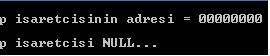 p isaretcisinin adresi = 00000000
p isaretcisi NULL...